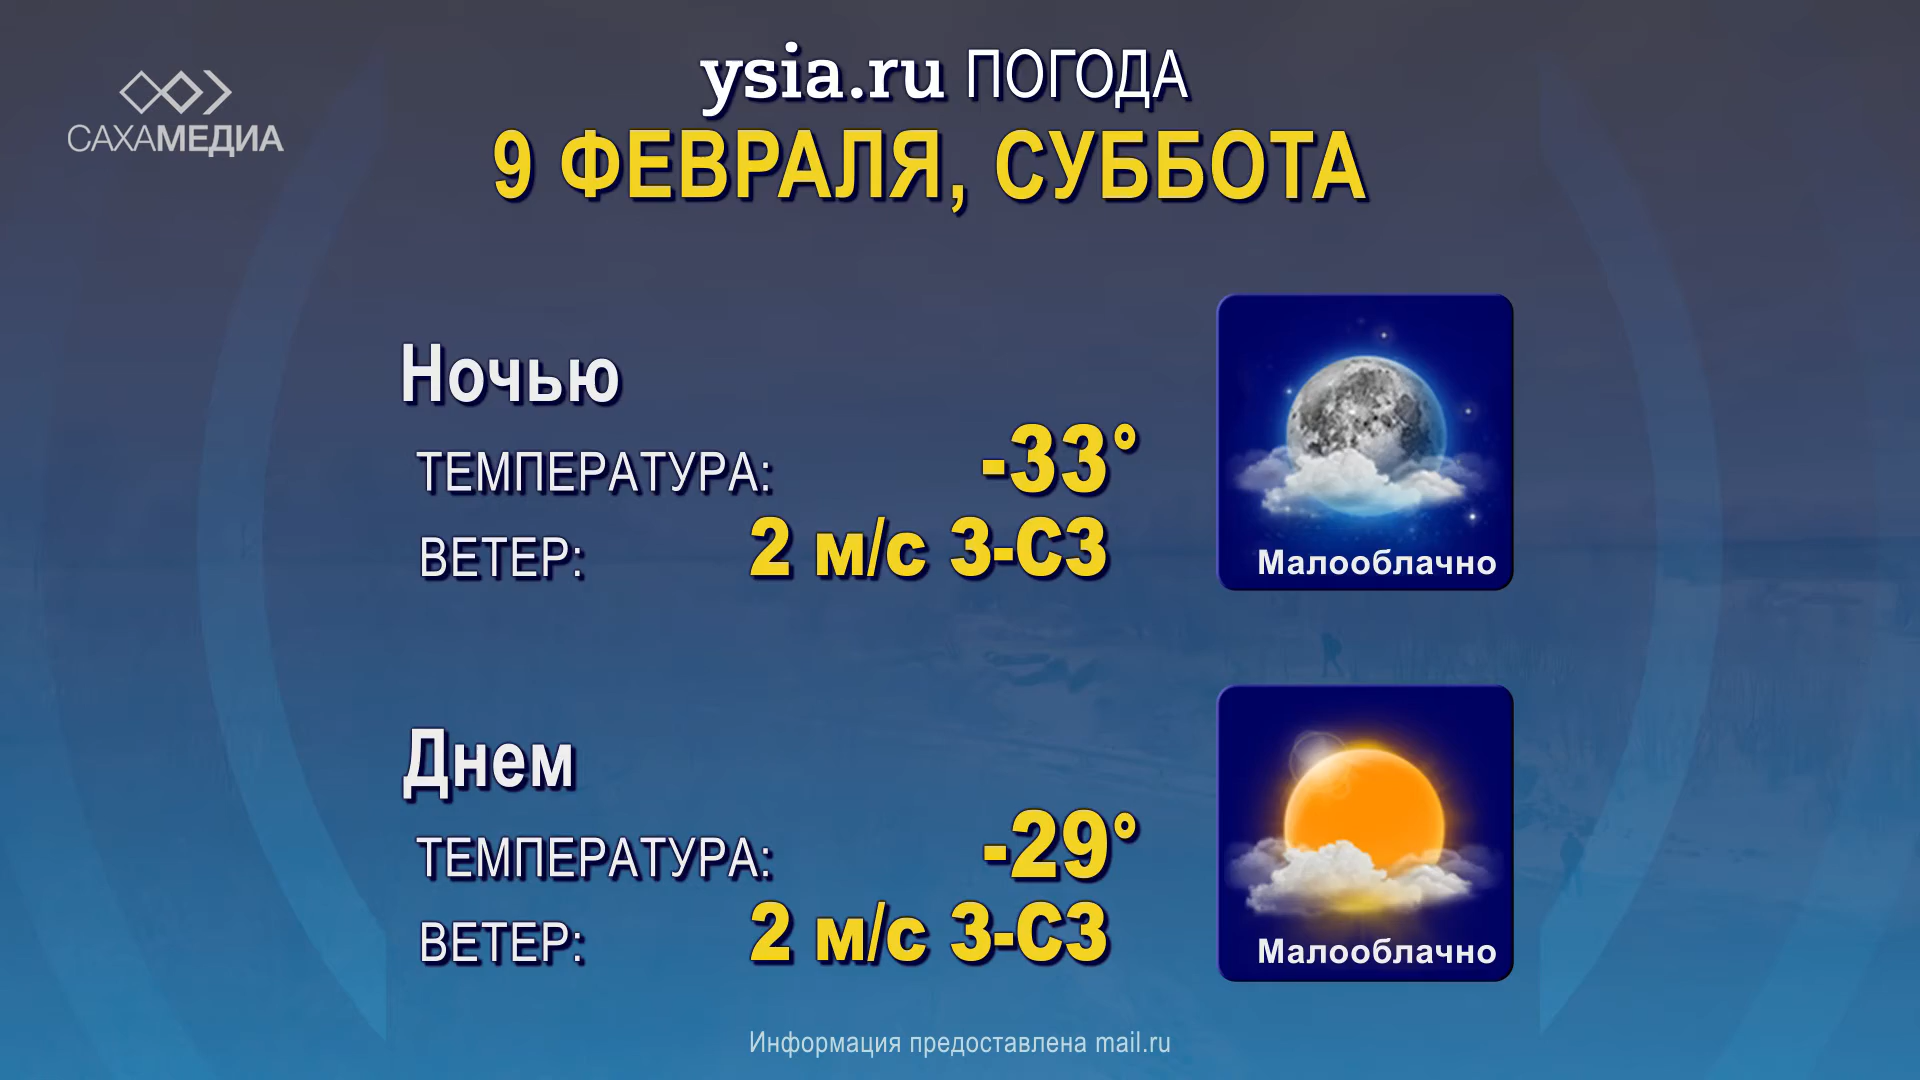 САХАМЕДИА
ysia.ru ПОГОДА
9 ФЕВРАЛЯ, СУББОТА
Ночью
ТЕМПЕРАТУРА: -33°
ВЕТЕР: 2 м/с З-СЗ
Малооблачно
Днем
ТЕМПЕРАТУРА: -29°
ВЕТЕР: 2 м/с З-СЗ
Малооблачно
Информация предоставлена mail.ru